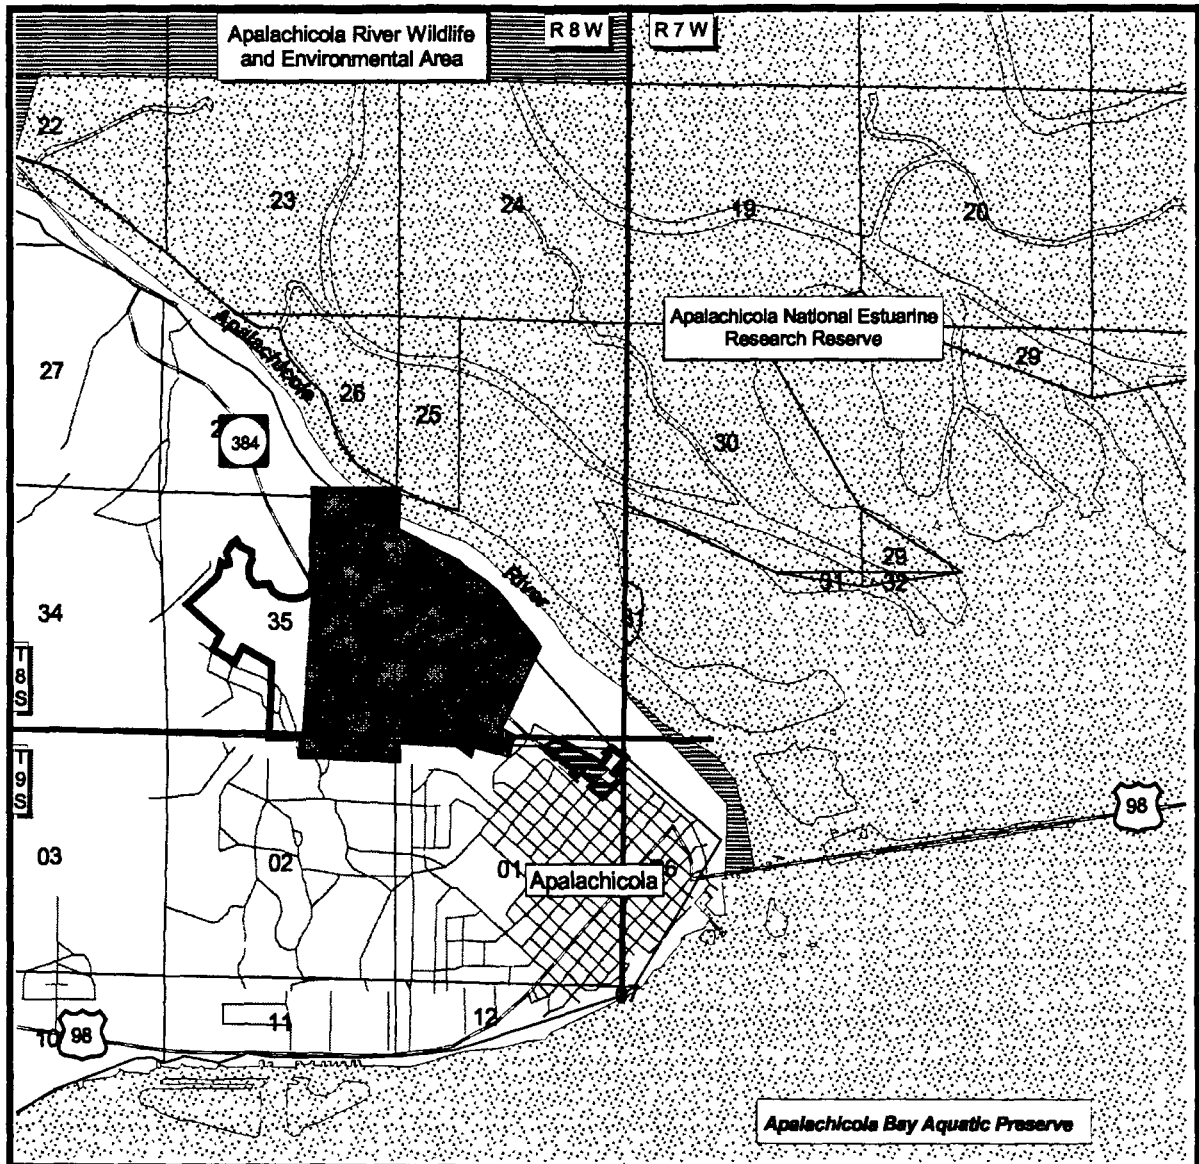 Apalachicola River Wildlife
and Environmental Area
R 8 W
R 7 W
22
23
24
19
20
Apalachicola National Estuarine
Research Reserve
29
Apalachicola
27
26
25
384
30
29
31
32
River
34
35
T
8
S
T
9
S
98
03
02
01
Apalachicola
11
12
10
98
Apalachicola Bay Aquatic Preserve